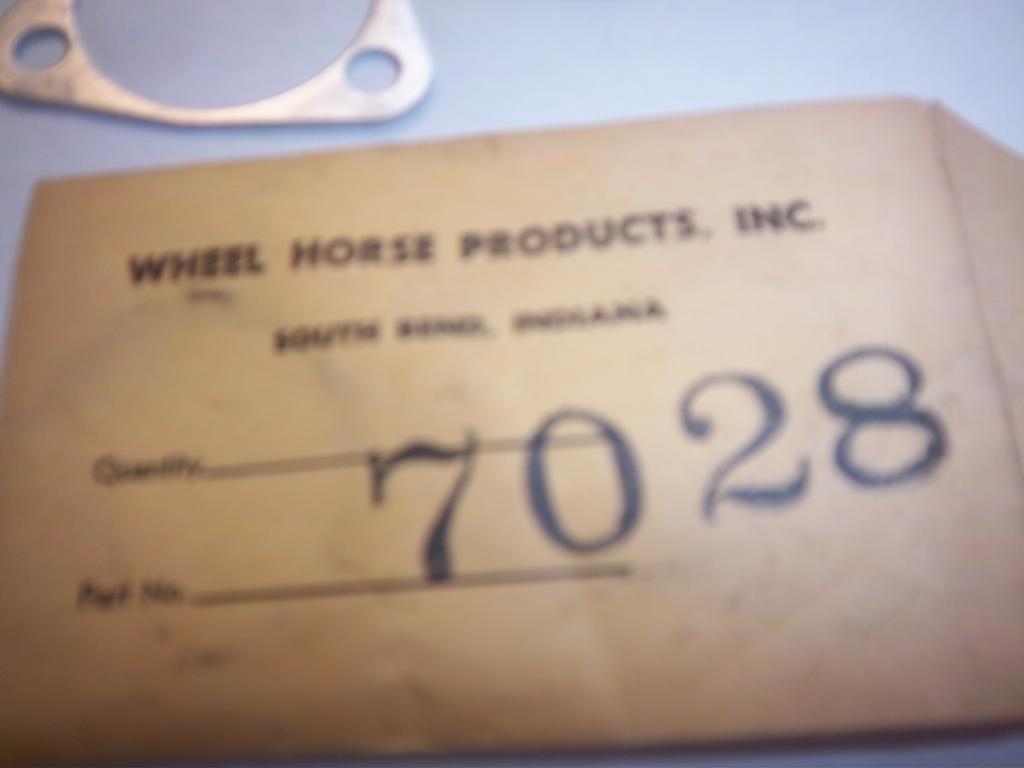 WHEEL HORSE PRODUCTS, INC.
SOUTH BEND, INDIANA
Quantity
7028
Part No.